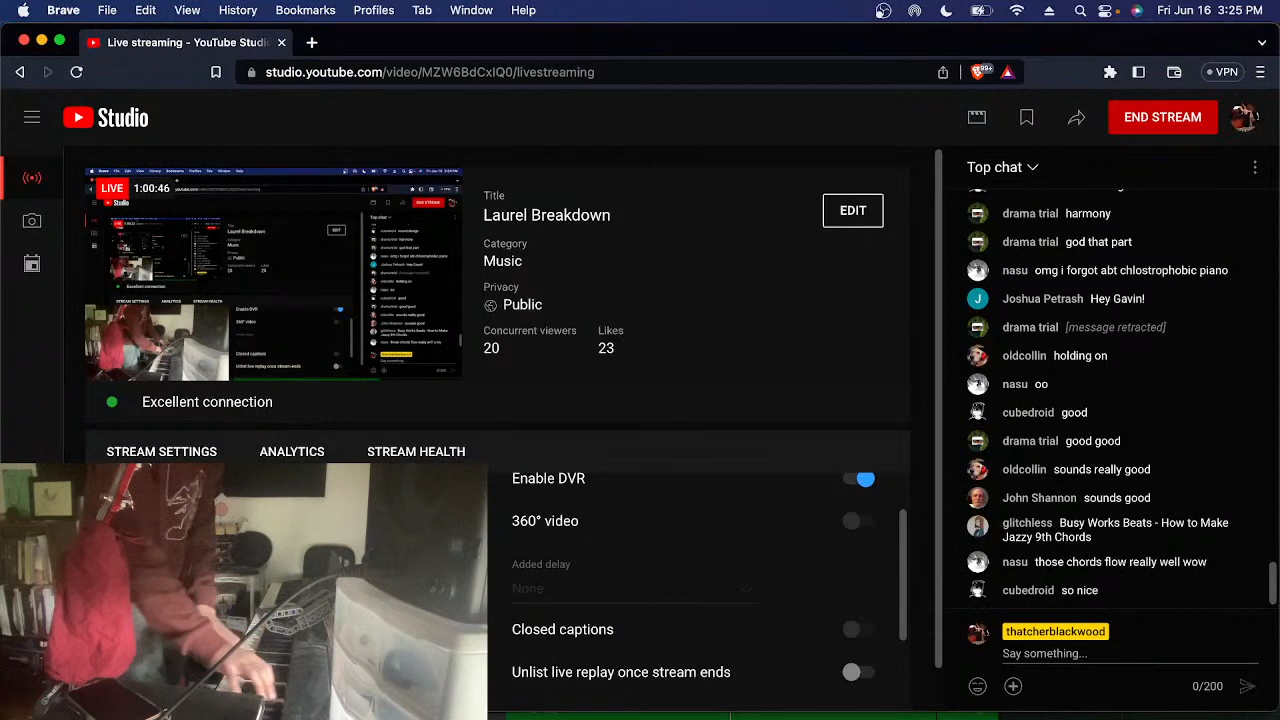 Brave File Edit View History Bookmarks Profiles Tab Window Help Fri Jun 16 3:25 PM
Live streaming - YouTube Studi
studio.youtube.com/video/MZW6BdCxIQ0/livestreaming
99+
VPN
Studio
END STREAM
LIVE 1:00:46
Title
Laurel Breakdown
EDIT
Category
Music
Privacy
Public
Concurrent viewers Likes
20 23
Excellent connection
STREAM SETTINGS ANALYTICS STREAM HEALTH
Enable DVR
360° video
Added delay
None
Closed captions
Unlist live replay once stream ends
Top chat
drama trial harmony
drama trial god that part
nasu omg i forgot abt chlorostrophic piano
Joshua Petrash Hey Gavin!
drama trial
oldcollin holding on
nasu oo
cubedroid good
drama trial good good
oldcollin sounds really good
John Shannon sounds good
glitchless Busy Works Beats - How to Make
Jazzy 9th Chords
nasu those chords flow really well wow
cubedroid so nice
thatcherblackwood
Say something...
0/200